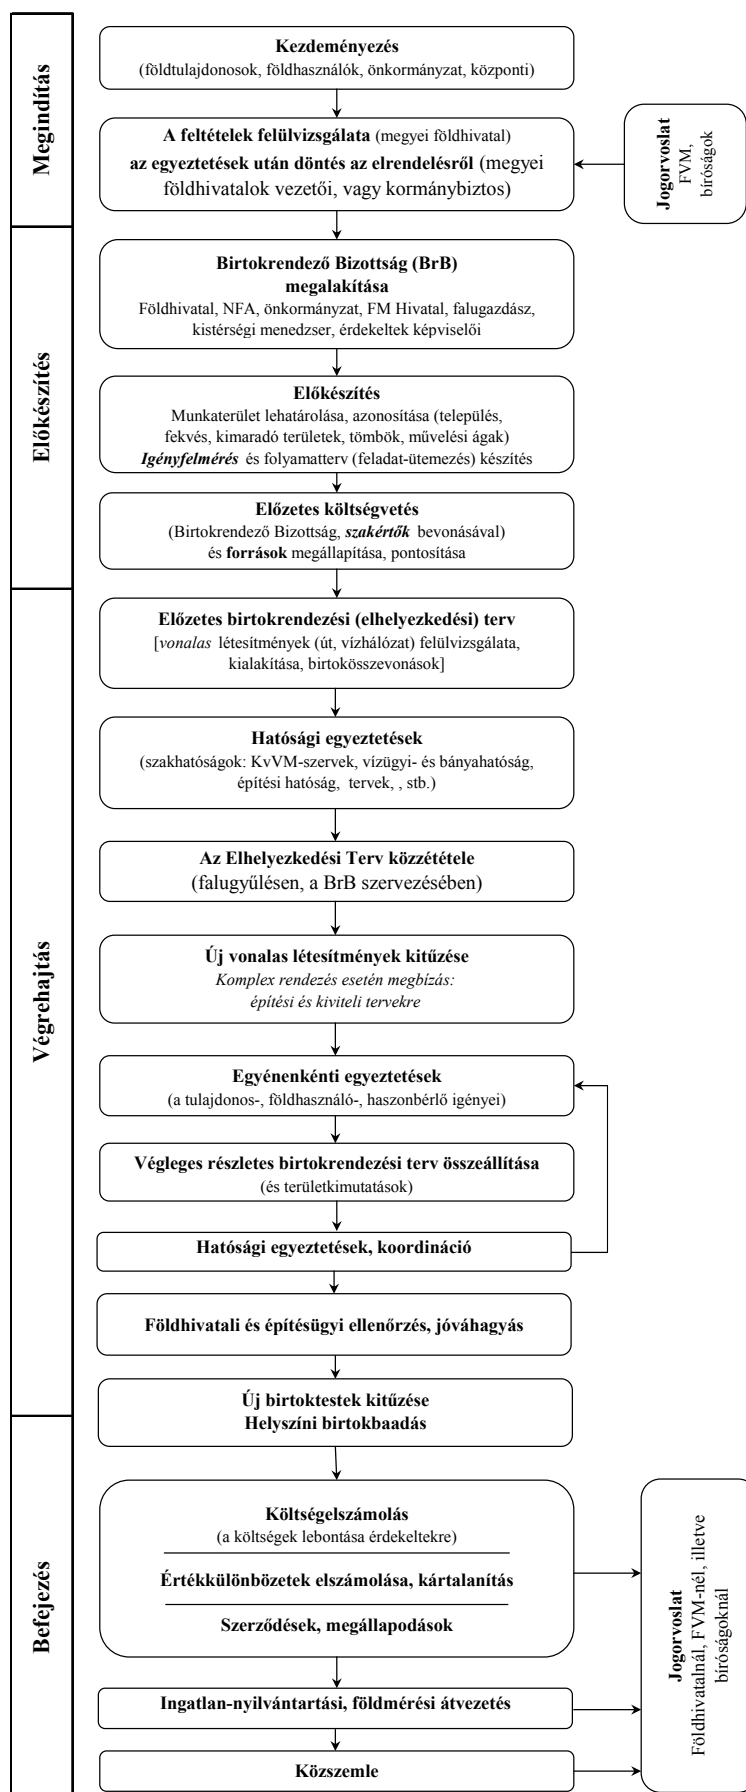 Megindítás
Kezdeményezés
(földtulajdonosok, földhasználók, önkormányzat, központi)
A feltételek felülvizsgálata (megyei földhivatal)
az egyeztetések után döntés az elrendelésről (megyei
földhivatalok vezetői, vagy kormánybiztos)
Jogorvoslat
FVM,
bíróságok
Előkészítés
Birtokrendező Bizottság (BrB)
megalakítása
Földhivatal, NFA, önkormányzat, FM Hivatal, falugazdász,
kistérségi menedzser, érdekeltek képviselői
Előkészítés
Munkaterület lehatárolása, azonosítása (település,
fekvés, kimaradó területek, tömbök, művelési ágak)
Igényfelmérés és folyamatterv (feladat-ütemezés) készítés
Előzetes költségvetés
(Birtokrendező Bizottság, szakértők bevonásával)
és források megállapítása, pontosítása
Végrehajtás
Előzetes birtokrendezési (elhelyezkedési) terv
[vonalas létesítmények (út, vízhálózat) felülvizsgálata,
kialakítása, birtokösszevonások]
Hatósági egyeztetések
(szakhatóságok: KvVM-szervek, vízügyi- és bányahatóság,
építési hatóság, tervek, , stb.)
Az Elhelyezkedési Terv közzététele
(falugyűlésen, a BrB szervezésében)
Új vonalas létesítmények kitűzése
Komplex rendezés esetén megbízás:
építési és kiviteli tervekre
Egyénenkénti egyeztetések
(a tulajdonos-, földhasználó-, haszonbérlő igényei)
Végleges részletes birtokrendezési terv összeállítása
(és területkimutatások)
Hatósági egyeztetések, koordináció
Földhivatali és építésügyi ellenőrzés, jóváhagyás
Új birtoktestek kitűzése
Helyszíni birtokbaadás
Befejezés
Költségelszámolás
(a költségek lebontása érdekeltekre)
Értékkülönbözetek elszámolása, kártalanítás
Szerződések, megállapodások
Ingatlan-nyilvántartási, földmérési átvezetés
Közszemle
Jogorvoslat
Földhivatalnál, FVM-nél, illetve
bíróságoknál